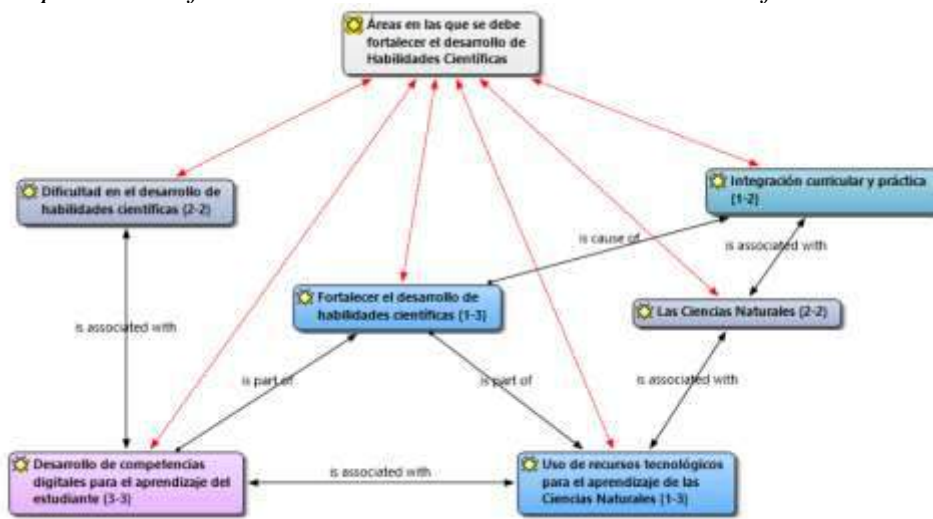 Áreas en las que se debe
fortalecer el desarrollo de
Habilidades Científicas
Dificultad en el desarrollo de
habilidades científicas (2-2)
Integración curricular y práctica
(1-2)
is cause of
is associated with
Fortalecer el desarrollo de
habilidades científicas (1-3)
Las Ciencias Naturales (2-2)
is associated with
is part of
is part of
is associated with
Desarrollo de competencias
digitales para el aprendizaje del
estudiante (3-3)
is associated with
Uso de recursos tecnológicos
para el aprendizaje de las
Ciencias Naturales (1-3)